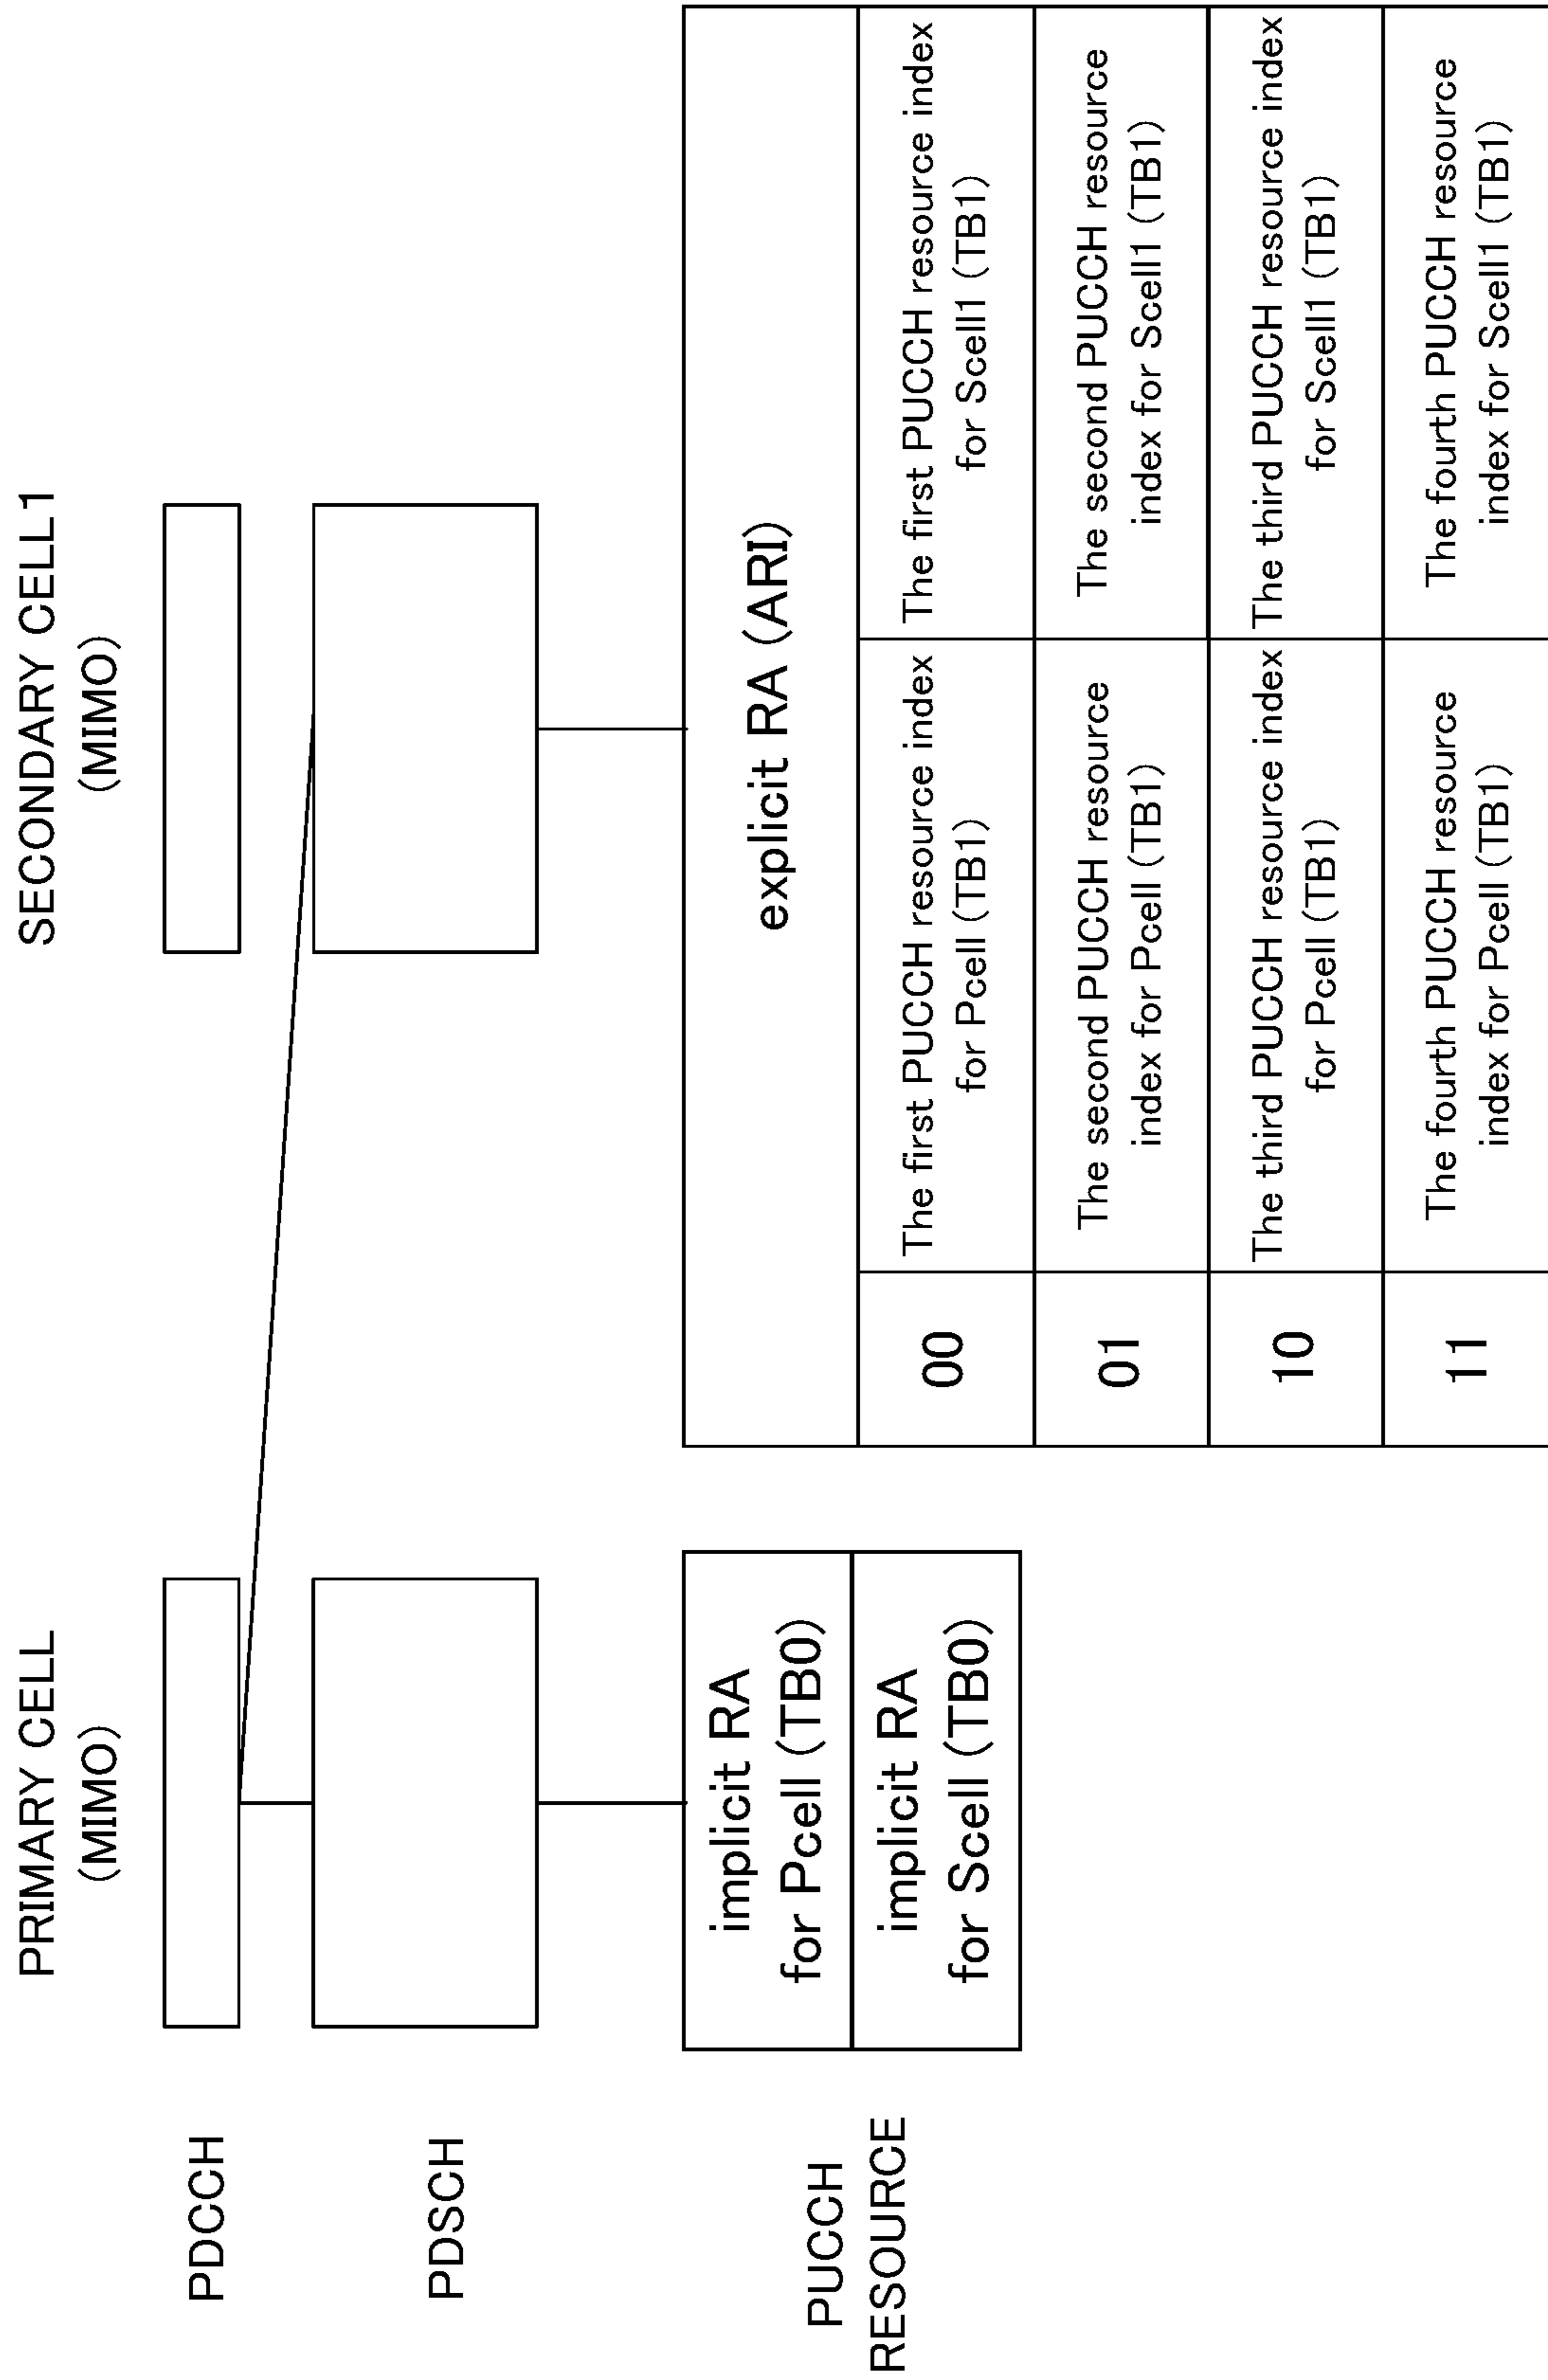 PRIMARY CELL
(MIMO)
SECONDARY CELL1
(MIMO)
PDCCH
PDSCH
PUCCH
RESOURCE
implicit RA
for Pcell (TB0)
implicit RA
for Scell (TB0)
explicit RA (ARI)
00
The first PUCCH resource index
for Pcell (TB1)
The first PUCCH resource index
for Scell1 (TB1)
01
The second PUCCH resource
index for Pcell (TB1)
The second PUCCH resource
index for Scell1 (TB1)
10
The third PUCCH resource index
for Pcell (TB1)
The third PUCCH resource index
for Scell1 (TB1)
11
The fourth PUCCH resource
index for Pcell (TB1)
The fourth PUCCH resource
index for Scell1 (TB1)